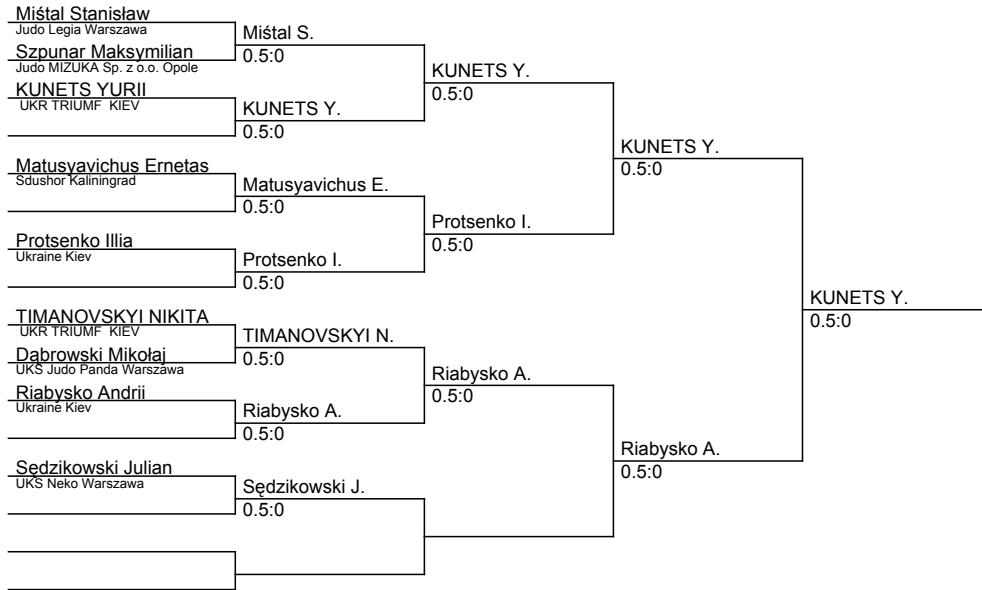 Miśtal Stanisław
Judo Legia Warszawa
Szpunar Maksymilian
Judo MIZUKA Sp. z o.o. Opole
KUNETS YURII
UKR TRIUMF KIEV
Matusyavichus Ernetas
Sdushor Kaliningrad
Protsenko Illia
Ukraine Kiev
TIMANOVSKYI NIKITA
UKR TRIUMF KIEV
Dąbrowski Mikołaj
UKS Judo Panda Warszawa
Riabysko Andrii
Ukraine Kiev
Sędzikowski Julian
UKS Neko Warszawa
Miśtal S.
0.5:0
KUNETS Y.
0.5:0
Matusyavichus E.
0.5:0
Protsenko I.
0.5:0
TIMANOVSKYI N.
0.5:0
Riabysko A.
0.5:0
Sędzikowski J.
0.5:0
KUNETS Y.
0.5:0
Protsenko I.
0.5:0
Riabysko A.
0.5:0
KUNETS Y.
0.5:0
Riabysko A.
0.5:0
KUNETS Y.
0.5:0